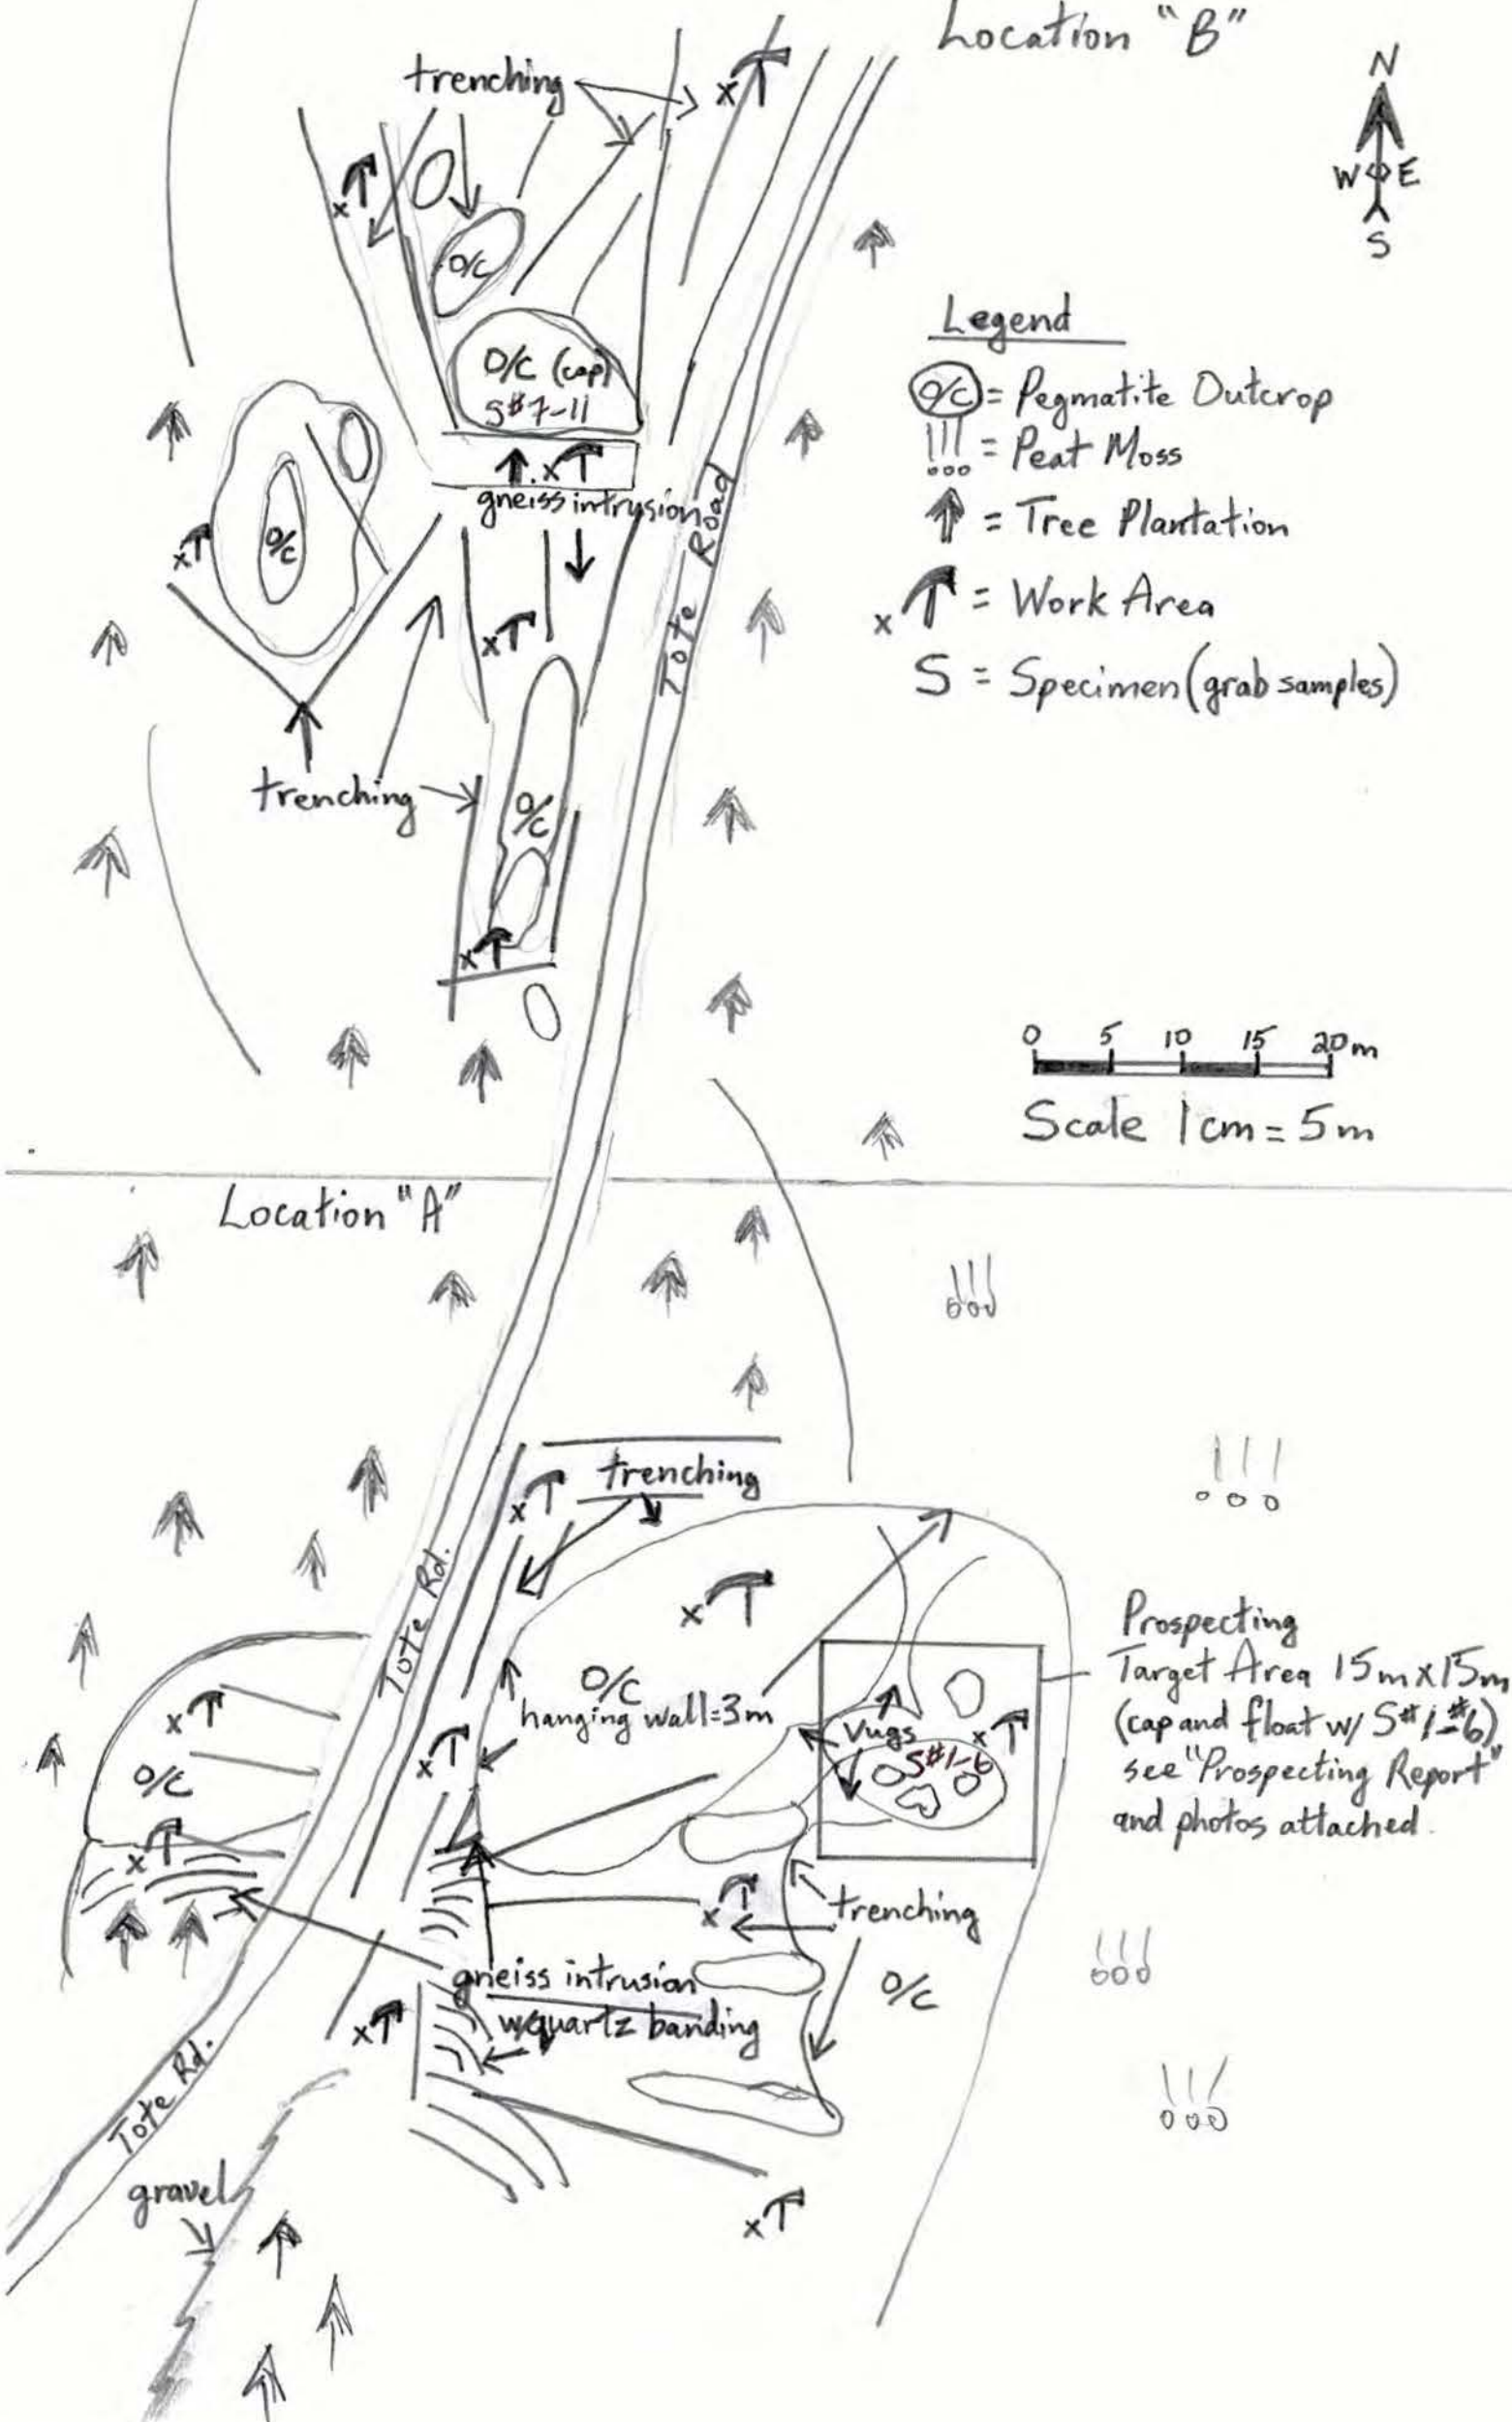 Location "B"
trenching
N
W E
S
O/C
O/C (cap)
S#7-11
gneiss intrusion
O/C
Tote Road
trenching
O/C
Legend
O/C = Pegmatite Outcrop
= Peat Moss
= Tree Plantation
x = Work Area
S = Specimen (grab samples)
0 5 10 15 20m
Scale 1cm = 5m
Location "A"
trenching
Tote Rd.
O/C
hanging wall=3m
O/C
Vugs
S#1-6
Prospecting
Target Area 15m x 15m
(cap and float w/ S#1-#6)
see "Prospecting Report"
and photos attached.
trenching
O/C
gneiss intrusion
w/quartz banding
Tote Rd.
gravel